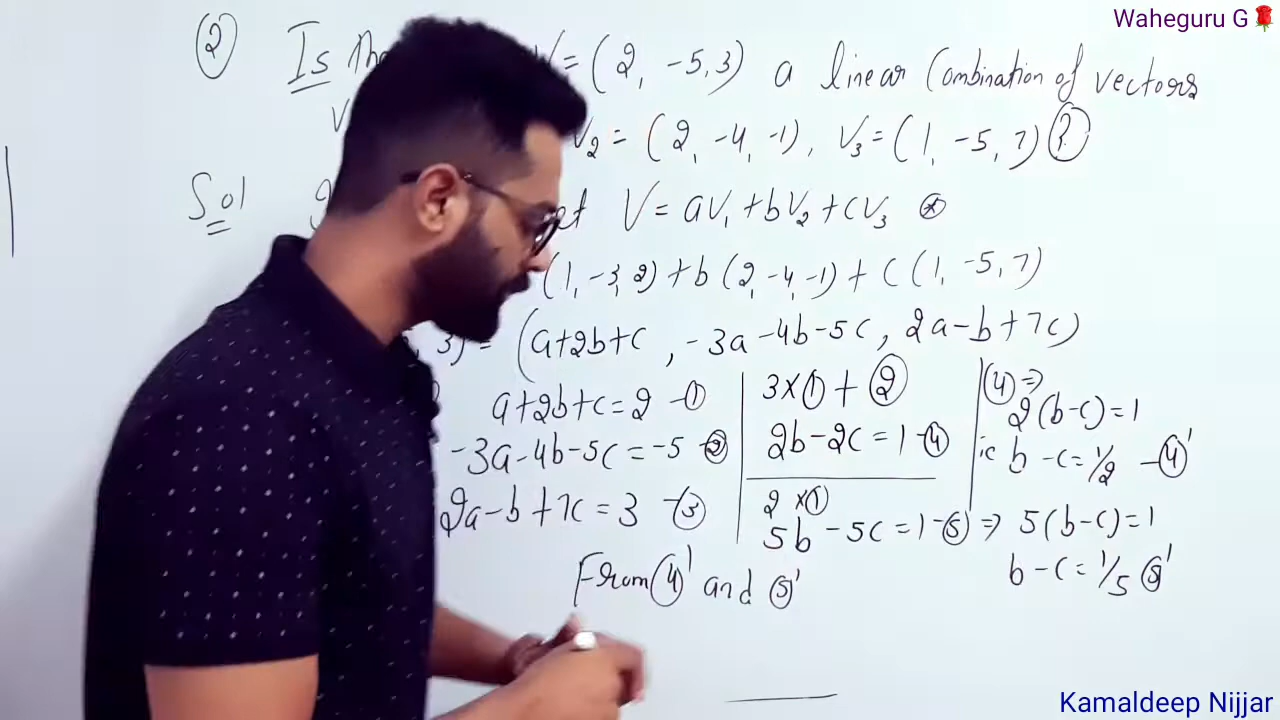 Waheguru G🌹
② Is V=(2, -5, 3) a linear Combination of vectors
V₂ = (2, -4, -1), V₃ = (1, -5, 7) ?
Sol V = aV₁ + bV₂ + cV₃ ⊛
(1, -3, 2) + b(2, -4, -1) + c(1, -5, 7)
3) = (a+2b+c, -3a-4b-5c, 2a-b+7c)
a+2b+c = 2 -①
-3a-4b-5c = -5 -②
2a-b+7c = 3 -③
3×① + ②
2b-2c = 1 -④
2 ×①
5b-5c = 1 -⑤ ⇒ 5(b-c)=1
b-c = 1/5 ⑤'
(4) ⇒
2(b-c)=1
ie b-c = 1/2 -④'
From ④' and ⑤'
Kamaldeep Nijjar